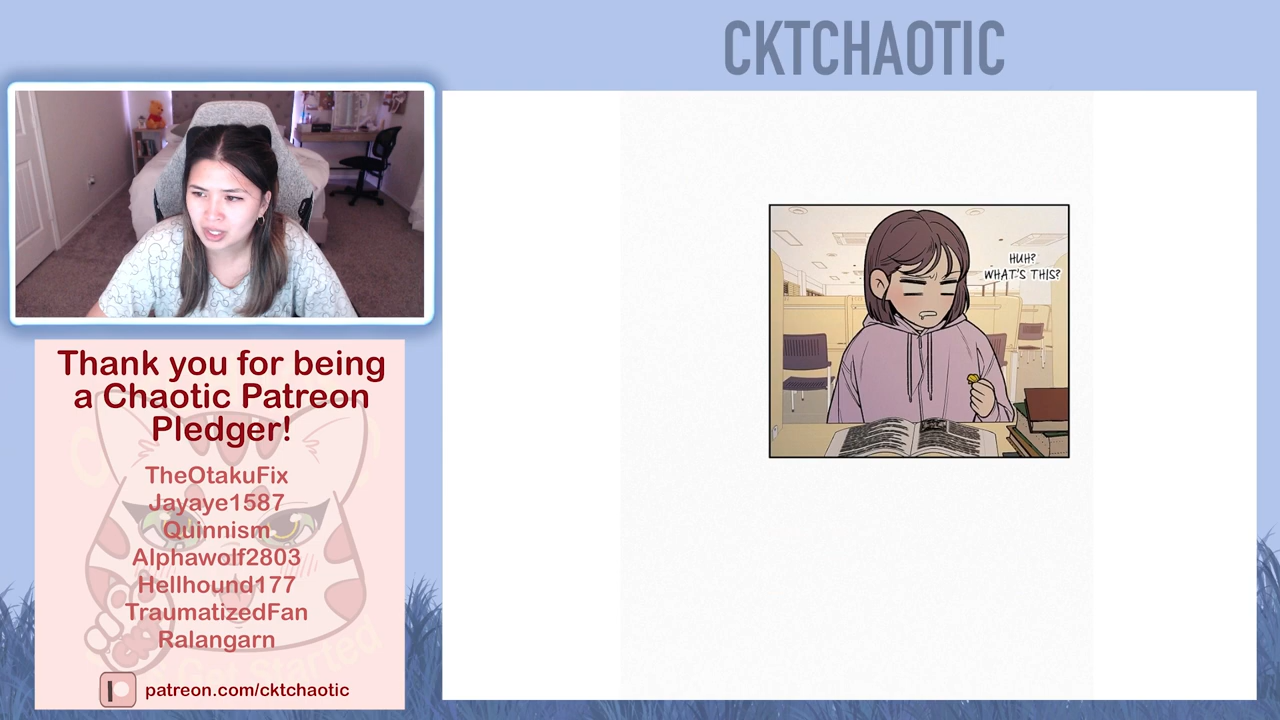 CKTCHAOTIC
HUH?
WHAT'S THIS?
Thank you for being
a Chaotic Patreon
Pledger!
TheOtakuFix
Jayaye1587
Quinnism
Alphawolf2803
Hellhound177
TraumatizedFan
Ralangarn
patreon.com/cktchaotic